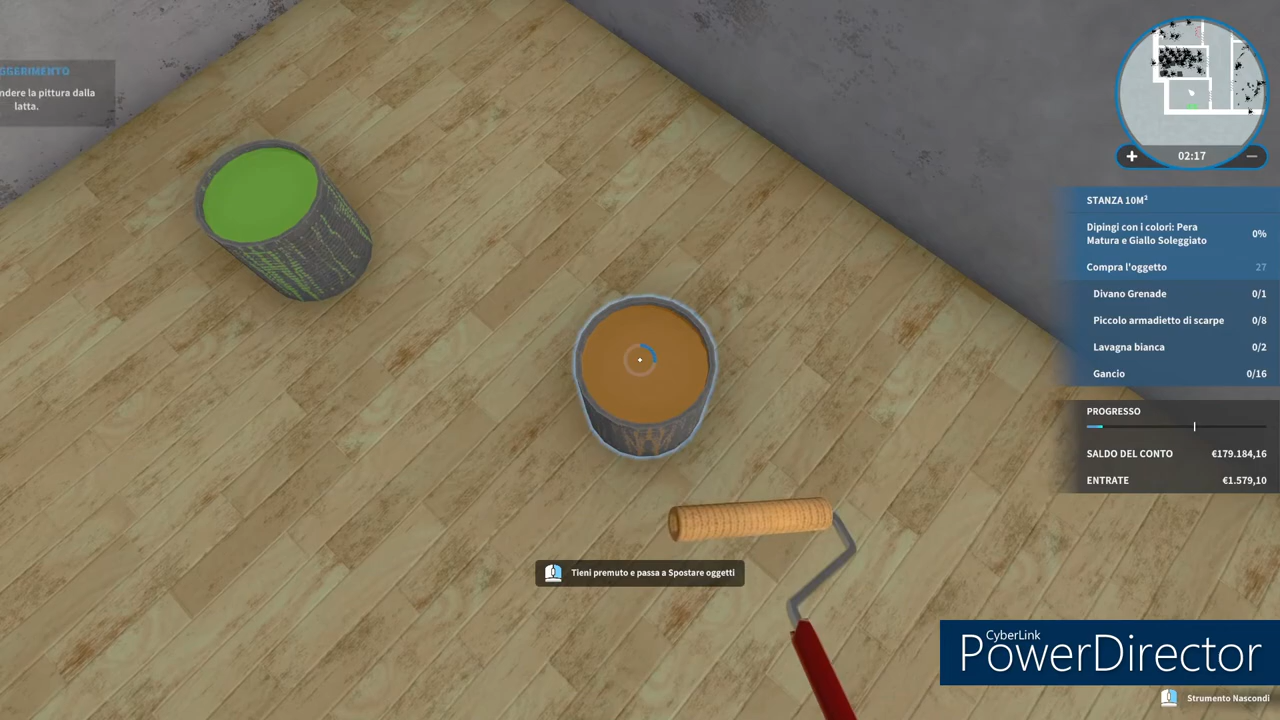 GGERIMENTO
ndere la pittura dalla
latta.
02:17
STANZA 10M²
Dipingi con i colori: Pera
Matura e Giallo Soleggiato 0%
Compra l'oggetto 27
Divano Grenade 0/1
Piccolo armadietto di scarpe 0/8
Lavagna bianca 0/2
Gancio 0/16
PROGRESSO
SALDO DEL CONTO €179.184,16
ENTRATE €1.579,10
Tieni premuto e passa a Spostare oggetti
CyberLink
PowerDirector
Strumento Nascondi